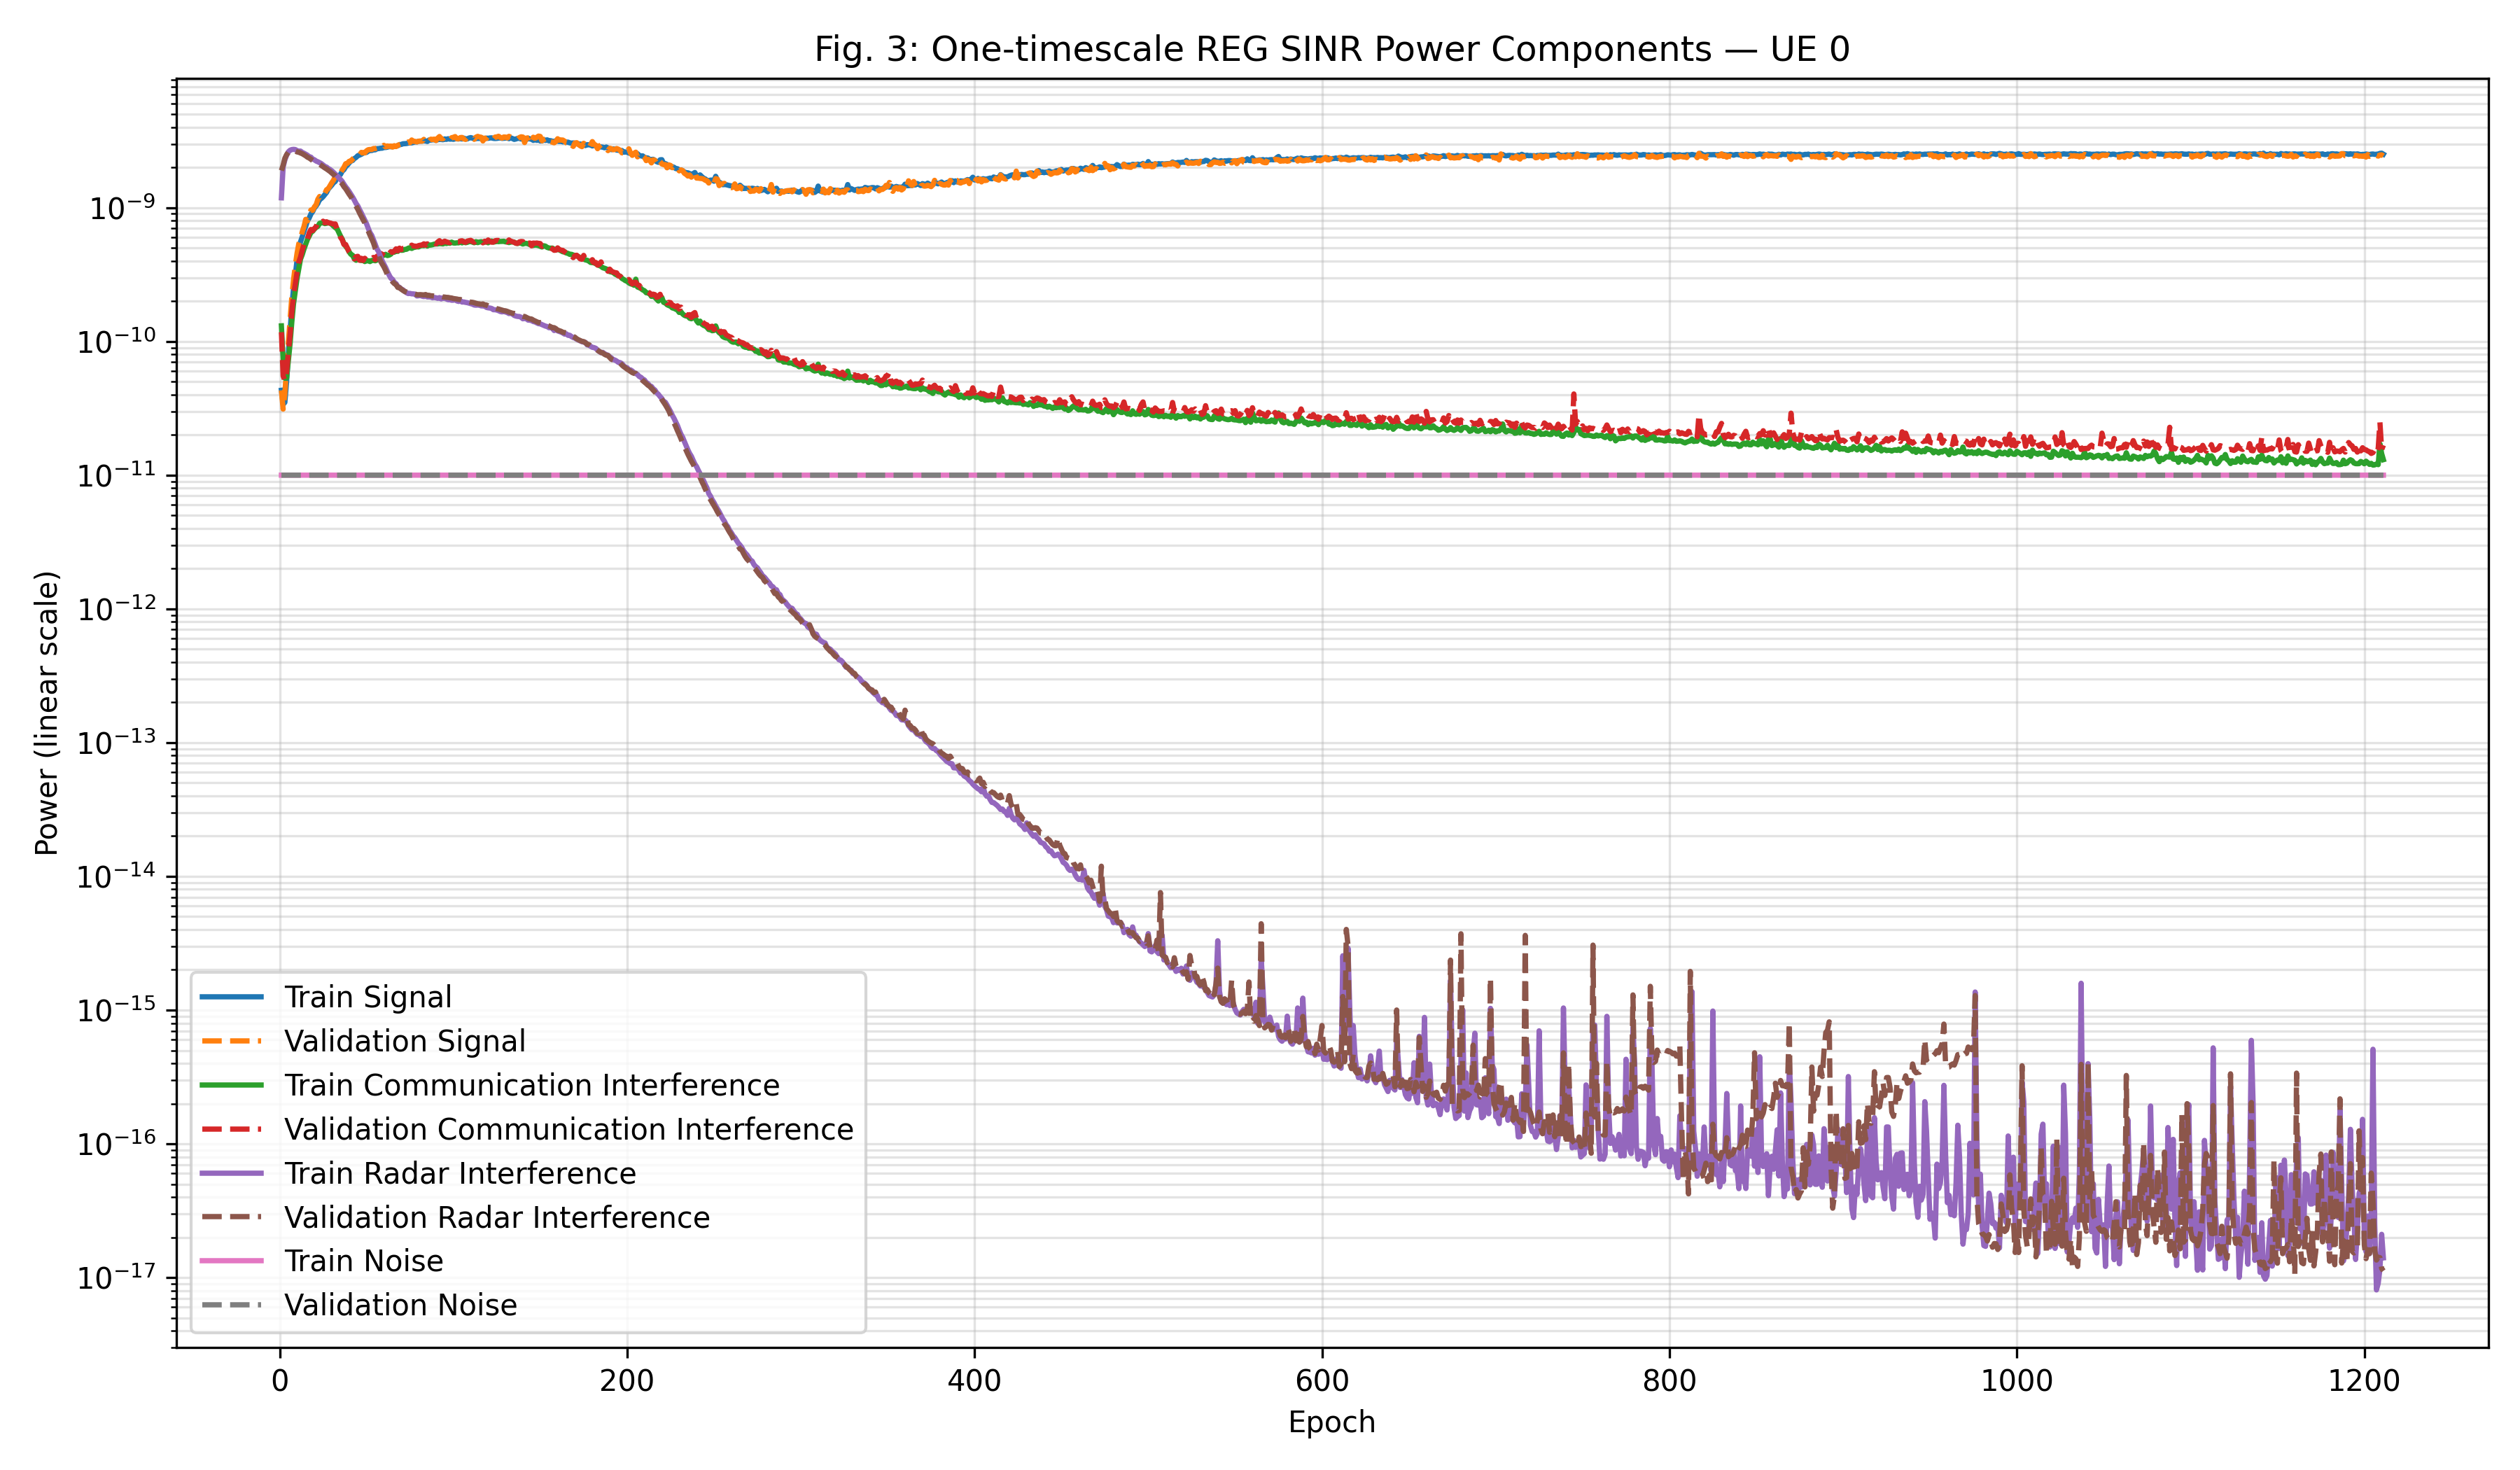 Fig. 3: One-timescale REG SINR Power Components — UE 0
Power (linear scale)
10⁻⁹
10⁻¹⁰
10⁻¹¹
10⁻¹²
10⁻¹³
10⁻¹⁴
10⁻¹⁵
10⁻¹⁶
10⁻¹⁷
Train Signal
Validation Signal
Train Communication Interference
Validation Communication Interference
Train Radar Interference
Validation Radar Interference
Train Noise
Validation Noise
0 200 400 600 800 1000 1200
Epoch